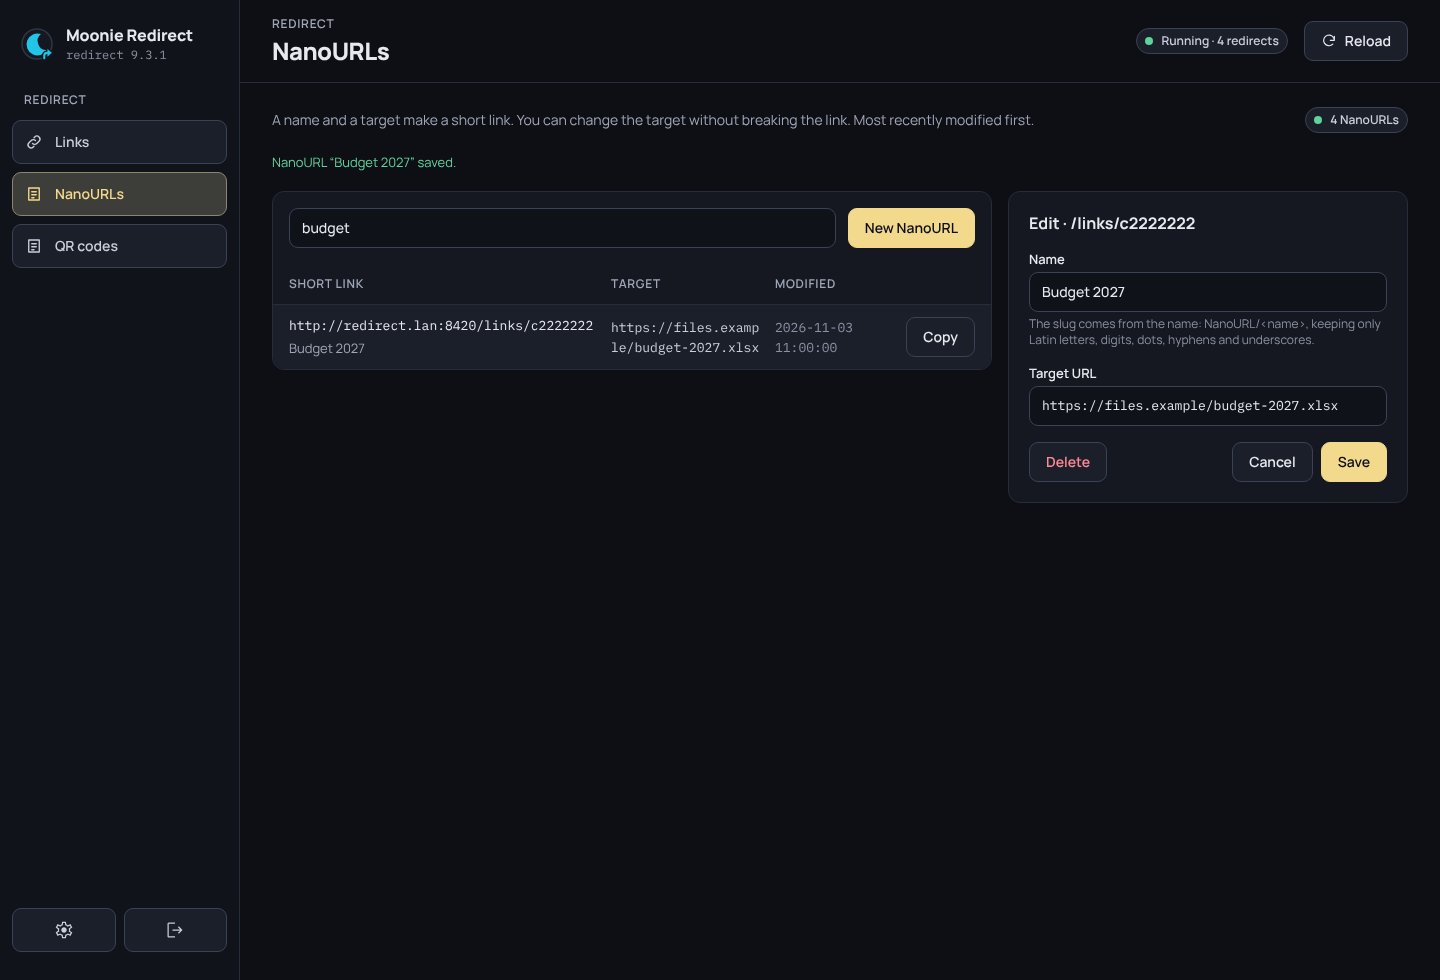 Moonie Redirect
redirect 9.3.1
REDIRECT
Links
NanoURLs
QR codes
REDIRECT
NanoURLs
Running · 4 redirects
Reload
A name and a target make a short link. You can change the target without breaking the link. Most recently modified first.
4 NanoURLs
NanoURL “Budget 2027” saved.
budget
New NanoURL
SHORT LINK
TARGET
MODIFIED
http://redirect.lan:8420/links/c2222222
Budget 2027
https://files.examp
le/budget-2027.xlsx
2026-11-03
11:00:00
Copy
Edit · /links/c2222222
Name
Budget 2027
The slug comes from the name: NanoURL/<name>, keeping only
Latin letters, digits, dots, hyphens and underscores.
Target URL
https://files.example/budget-2027.xlsx
Delete
Cancel
Save